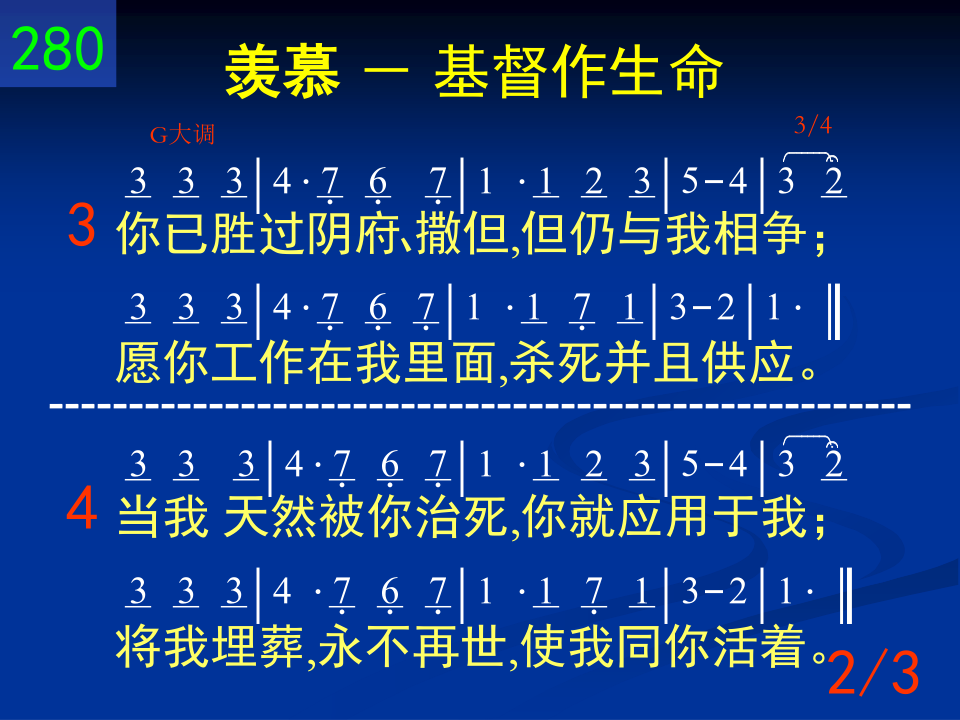 280
羡慕 － 基督作生命
G大调
3/4
3 3 3|4·7 6 7|1 ·1 2 3|5-4|3 2
3
你已胜过阴府、撒但,但仍与我相争；
3 3 3|4·7 6 7|1 ·1 7 1|3-2|1· ‖
愿你工作在我里面,杀死并且供应。
------------------------------------------------------
3 3 3|4·7 6 7|1 ·1 2 3|5-4|3 2
4
当我 天然被你治死,你就应用于我；
3 3 3|4 ·7 6 7|1 ·1 7 1|3-2|1· ‖
将我埋葬,永不再世,使我同你活着。
2/3